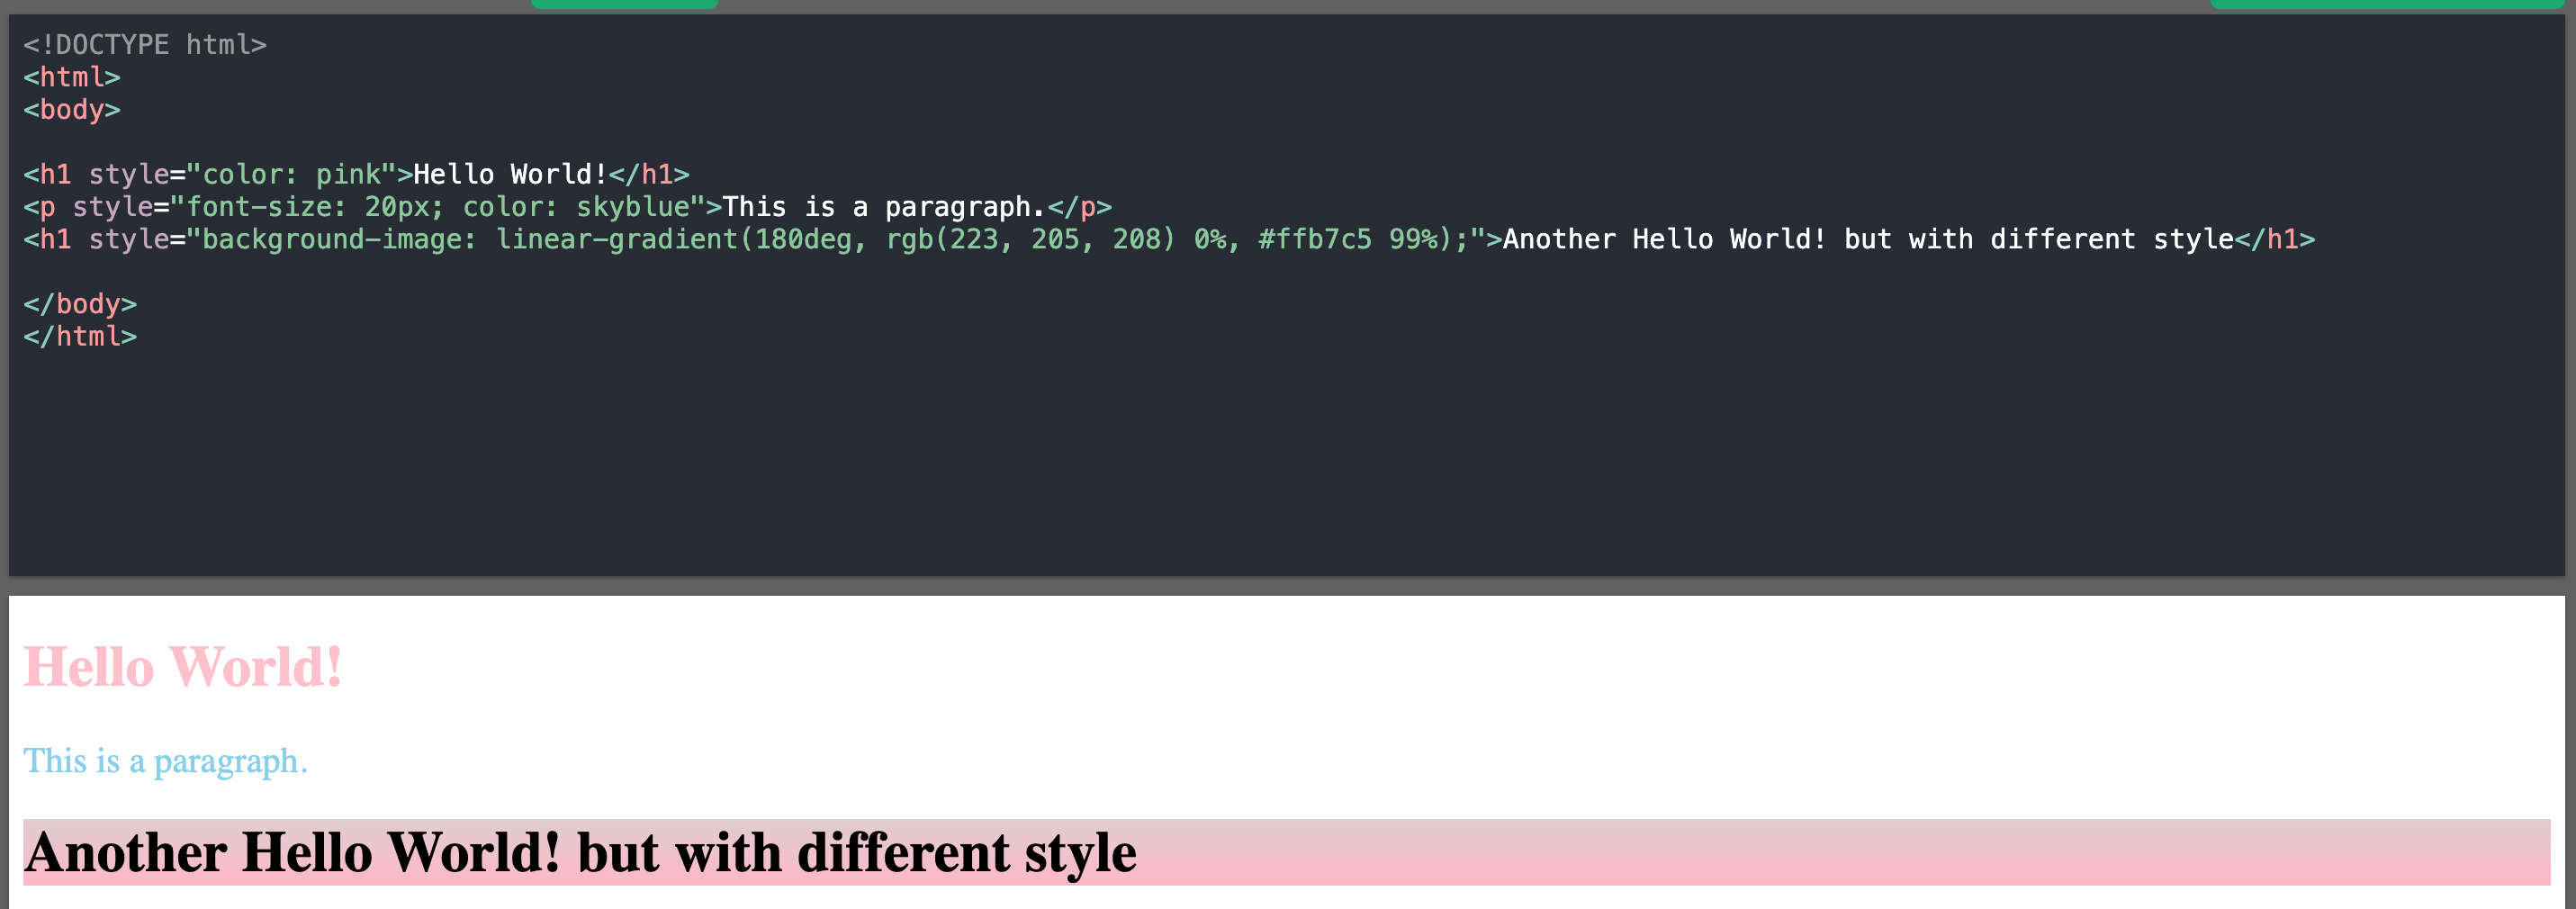 <!DOCTYPE html>
<html>
<body>
<h1 style="color: pink">Hello World!</h1>
<p style="font-size: 20px; color: skyblue">This is a paragraph.</p>
<h1 style="background-image: linear-gradient(180deg, rgb(223, 205, 208) 0%, #ffb7c5 99%);">Another Hello World! but with different style</h1>
</body>
</html>
Hello World!
This is a paragraph.
Another Hello World! but with different style